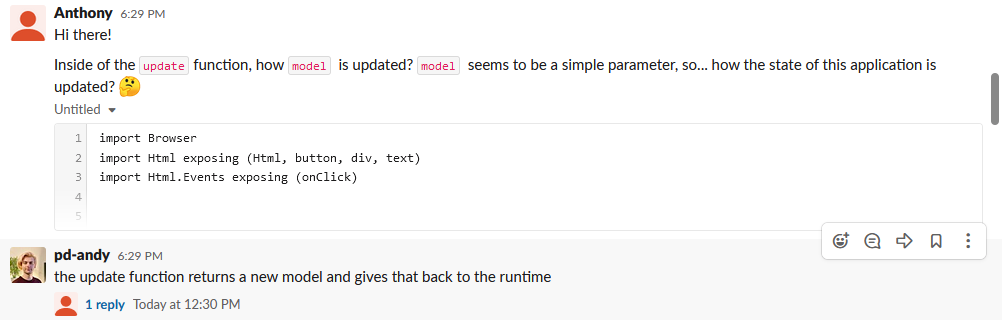 Anthony 6:29 PM
Hi there!
Inside of the update function, how model is updated? model seems to be a simple parameter, so... how the state of this application is
updated? 🤔
Untitled
1 import Browser
2 import Html exposing (Html, button, div, text)
3 import Html.Events exposing (onClick)
4
5
pd-andy 6:29 PM
the update function returns a new model and gives that back to the runtime
1 reply Today at 12:30 PM